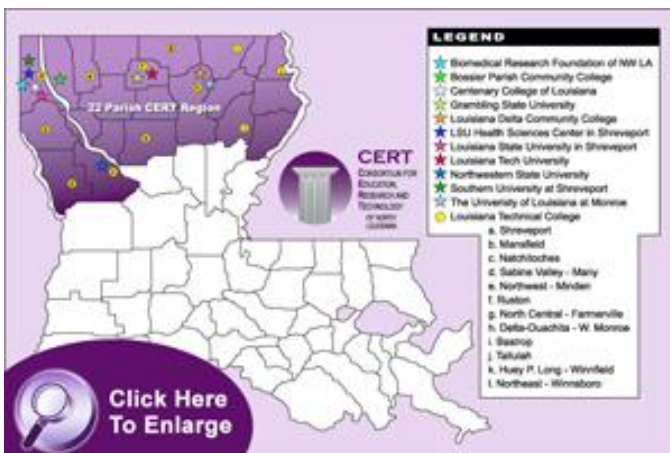 LEGEND
Biomedical Research Foundation of NW LA
Bossier Parish Community College
Centenary College of Louisiana
Grambling State University
Louisiana Delta Community College
LSU Health Sciences Center in Shreveport
Louisiana State University in Shreveport
Louisiana Tech University
Northwestern State University
Southern University at Shreveport
The Univeristy of Louisiana at Monroe
Louisiana Technical College
a. Shreveport
b. Mansfield
c. Natchitoches
d. Sabine Valley - Many
e. Northwest - Minden
f. Ruston
g. North Central - Farmerville
h. Delta-Ouachita - W. Monroe
i. Bastrop
j. Tallulah
k. Huey P. Long - Winnfield
l. Northeast - Winnsboro
22 Parish CERT Region
CERT
CONSORTIUM FOR
EDUCATION,
RESEARCH AND
TECHNOLOGY
OF NORTH
LOUISIANA
Click Here
To Enlarge